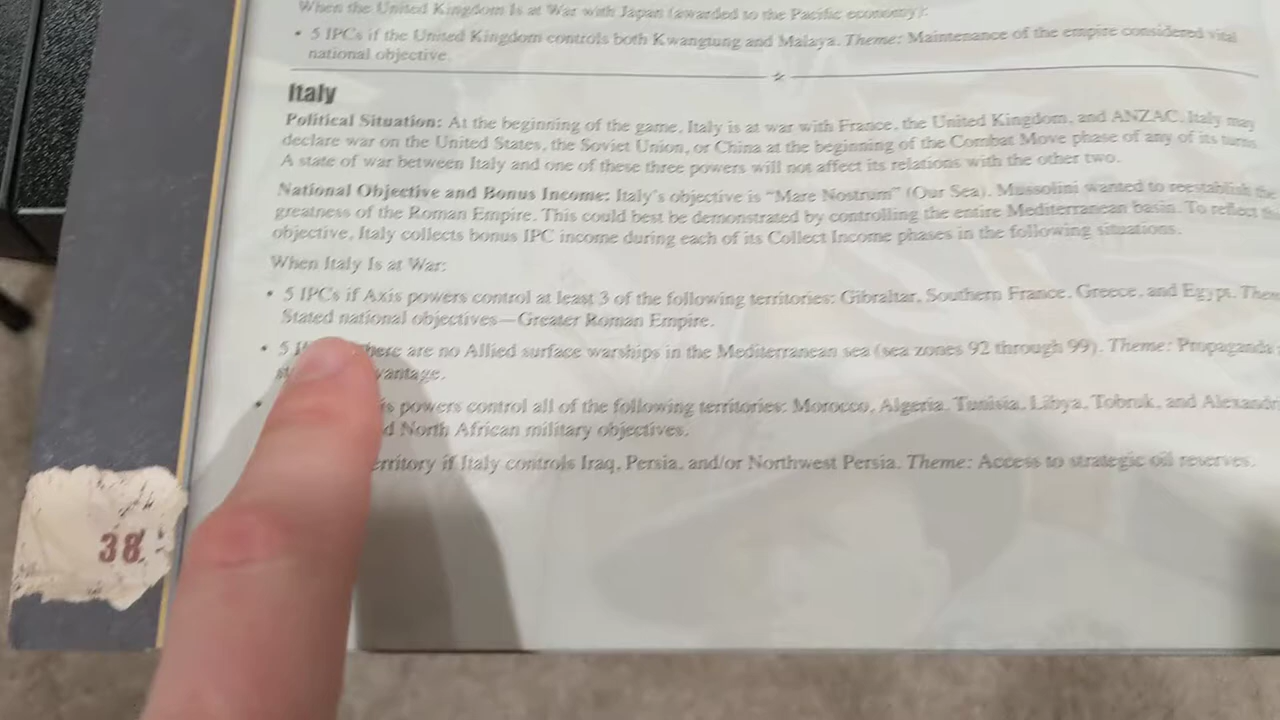 When the United Kingdom Is at War with Japan (awarded to the Pacific economy):
• 5 IPCs if the United Kingdom controls both Kwangtung and Malaya. Theme: Maintenance of the empire considered vital
national objective.
Italy
Political Situation: At the beginning of the game, Italy is at war with France, the United Kingdom, and ANZAC. Italy may
declare war on the United States, the Soviet Union, or China at the beginning of the Combat Move phase of any of its turns.
A state of war between Italy and one of these three powers will not affect its relations with the other two.
National Objective and Bonus Income: Italy's objective is “Mare Nostrum” (Our Sea). Mussolini wanted to reestablish the
greatness of the Roman Empire. This could best be demonstrated by controlling the entire Mediterranean basin. To reflect
objective, Italy collects bonus IPC income during each of its Collect Income phases in the following situations.
When Italy Is at War:
• 5 IPCs if Axis powers control at least 3 of the following territories: Gibraltar, Southern France, Greece, and Egypt.
Stated national objectives—Greater Roman Empire.
• 5 are no Allied surface warships in the Mediterranean sea (sea zones 92 through 99). Theme: Propaganda
powers control all of the following territories: Morocco, Algeria, Tunisia, Libya, Tobruk, and
North African military objectives.
if Italy controls Iraq, Persia, and/or Northwest Persia. Theme: Access to strategic oil reserves.
38